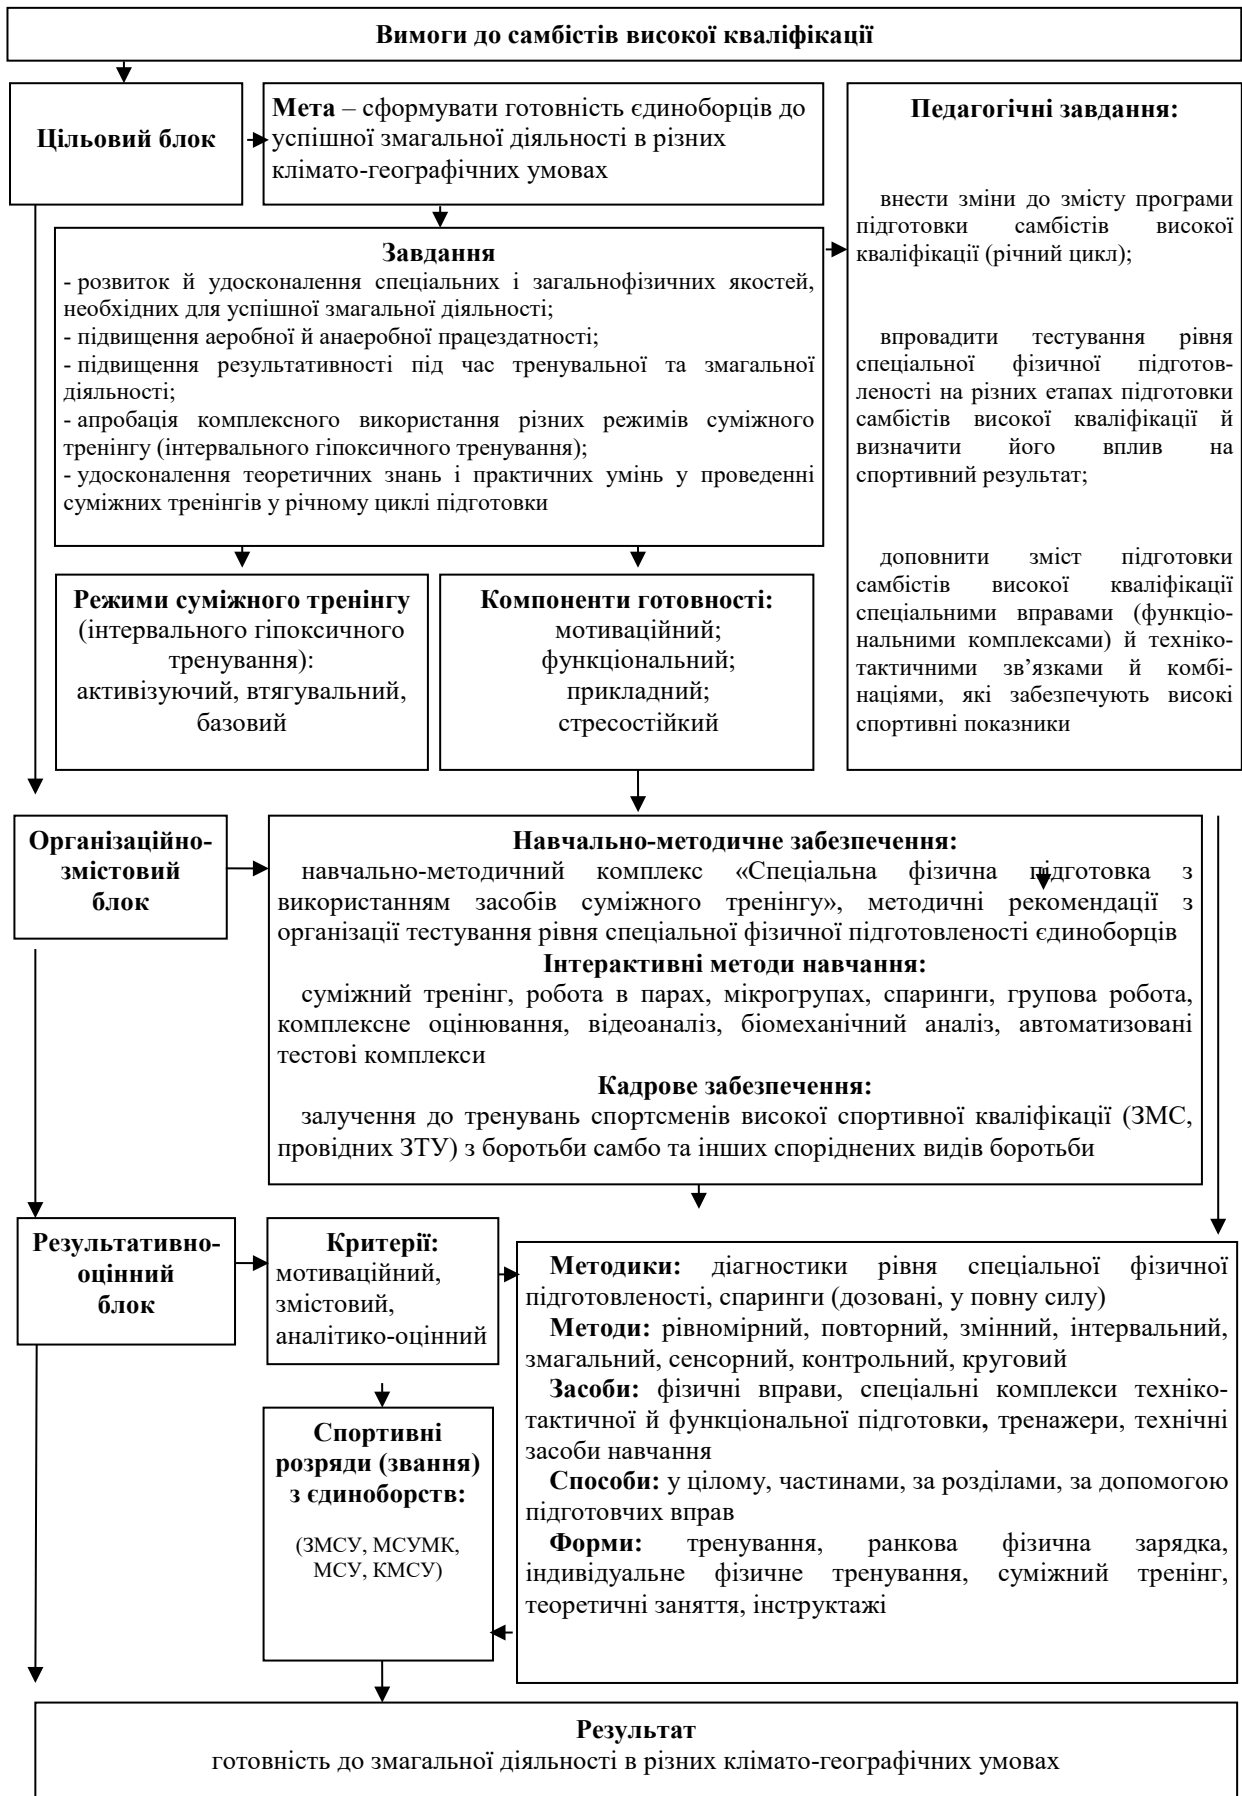 Вимоги до самбістів високої кваліфікації
Цільовий блок
Мета – сформувати готовність єдиноборців до
успішної змагальної діяльності в різних
клімато-географічних умовах
Педагогічні завдання:
внести зміни до змісту програми
підготовки самбістів високої
кваліфікації (річний цикл);
впровадити тестування рівня
спеціальної фізичної підготов-
леності на різних етапах підготовки
самбістів високої кваліфікації й
визначити його вплив на
спортивний результат;
доповнити зміст підготовки
самбістів високої кваліфікації
спеціальними вправами (функціо-
нальними комплексами) й техніко-
тактичними зв’язками й комбі-
націями, які забезпечують високі
спортивні показники
Завдання
- розвиток й удосконалення спеціальних і загальнофізичних якостей,
необхідних для успішної змагальної діяльності;
- підвищення аеробної й анаеробної працездатності;
- підвищення результативності під час тренувальної та змагальної
діяльності;
- апробація комплексного використання різних режимів суміжного
тренінгу (інтервального гіпоксичного тренування);
- удосконалення теоретичних знань і практичних умінь у проведенні
суміжних тренінгів у річному циклі підготовки
Режими суміжного тренінгу
(інтервального гіпоксичного
тренування):
активізуючий, втягувальний,
базовий
Компоненти готовності:
мотиваційний;
функціональний;
прикладний;
стресостійкий
Організаційно-
змістовий
блок
Навчально-методичне забезпечення:
навчально-методичний комплекс «Спеціальна фізична підготовка з
використанням засобів суміжного тренінгу», методичні рекомендації з
організації тестування рівня спеціальної фізичної підготовленості єдиноборців
Інтерактивні методи навчання:
суміжний тренінг, робота в парах, мікрогрупах, спаринги, групова робота,
комплексне оцінювання, відеоаналіз, біомеханічний аналіз, автоматизовані
тестові комплекси
Кадрове забезпечення:
залучення до тренувань спортсменів високої спортивної кваліфікації (ЗМС,
провідних ЗТУ) з боротьби самбо та інших споріднених видів боротьби
Результативно-
оцінний
блок
Критерії:
мотиваційний,
змістовий,
аналітико-оцінний
Спортивні
розряди (звання)
з єдиноборств:
(ЗМСУ, МСУМК,
МСУ, КМСУ)
Методики: діагностики рівня спеціальної фізичної
підготовленості, спаринги (дозовані, у повну силу)
Методи: рівномірний, повторний, змінний, інтервальний,
змагальний, сенсорний, контрольний, круговий
Засоби: фізичні вправи, спеціальні комплекси техніко-
тактичної й функціональної підготовки, тренажери, технічні
засоби навчання
Способи: у цілому, частинами, за розділами, за допомогою
підготовчих вправ
Форми: тренування, ранкова фізична зарядка,
індивідуальне фізичне тренування, суміжний тренінг,
теоретичні заняття, інструктажі
Результат
готовність до змагальної діяльності в різних клімато-географічних умовах